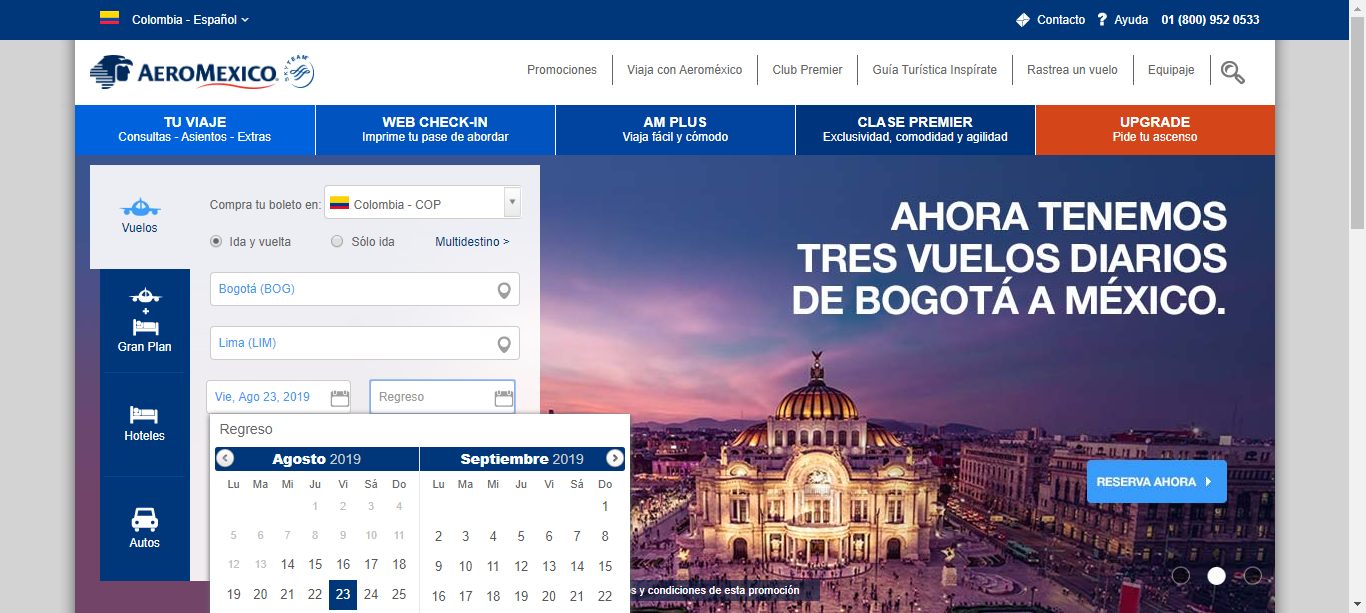 Colombia - Español
Contacto
? Ayuda
01 (800) 952 0533
AEROMEXICO.
SKYTEAM
Promociones
Viaja con Aeroméxico
Club Premier
Guía Turística Inspírate
Rastrea un vuelo
Equipaje
TU VIAJE
Consultas - Asientos - Extras
WEB CHECK-IN
Imprime tu pase de abordar
AM PLUS
Viaja fácil y cómodo
CLASE PREMIER
Exclusividad, comodidad y agilidad
UPGRADE
Pide tu ascenso
Vuelos
+
Gran Plan
Hoteles
Autos
Compra tu boleto en:
Colombia - COP
Ida y vuelta
Sólo ida
Multidestino >
Bogotá (BOG)
Lima (LIM)
Vie, Ago 23, 2019
Regreso
Regreso
Agosto 2019
Lu Ma Mi Ju Vi Sá Do
1 2 3 4
5 6 7 8 9 10 11
12 13 14 15 16 17 18
19 20 21 22 23 24 25
Septiembre 2019
Lu Ma Mi Ju Vi Sá Do
1
2 3 4 5 6 7 8
9 10 11 12 13 14 15
16 17 18 19 20 21 22
AHORA TENEMOS
TRES VUELOS DIARIOS
DE BOGOTÁ A MÉXICO.
RESERVA AHORA
s y condiciones de esta promoción